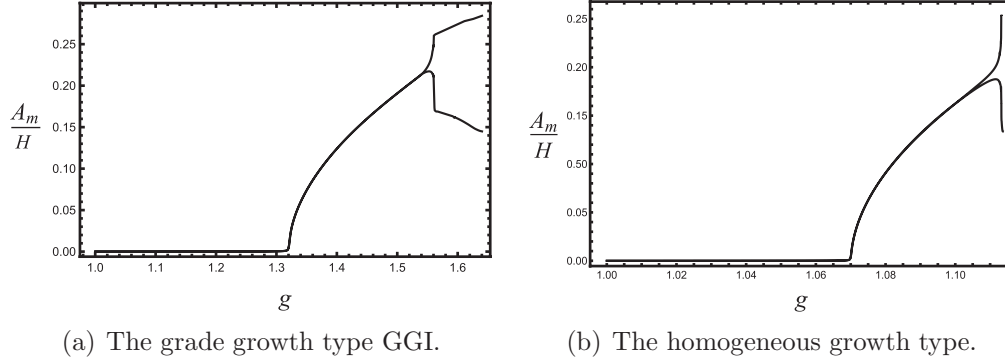 0.25
0.20
A_m/H
0.15
0.10
0.05
0.00
1.0 1.1 1.2 1.3 1.4 1.5 1.6
g
(a) The grade growth type GGI.
0.25
0.20
A_m/H
0.15
0.50
0.05
0.00
1.00 1.02 1.04 1.06 1.08 1.10
g
(b) The homogeneous growth type.